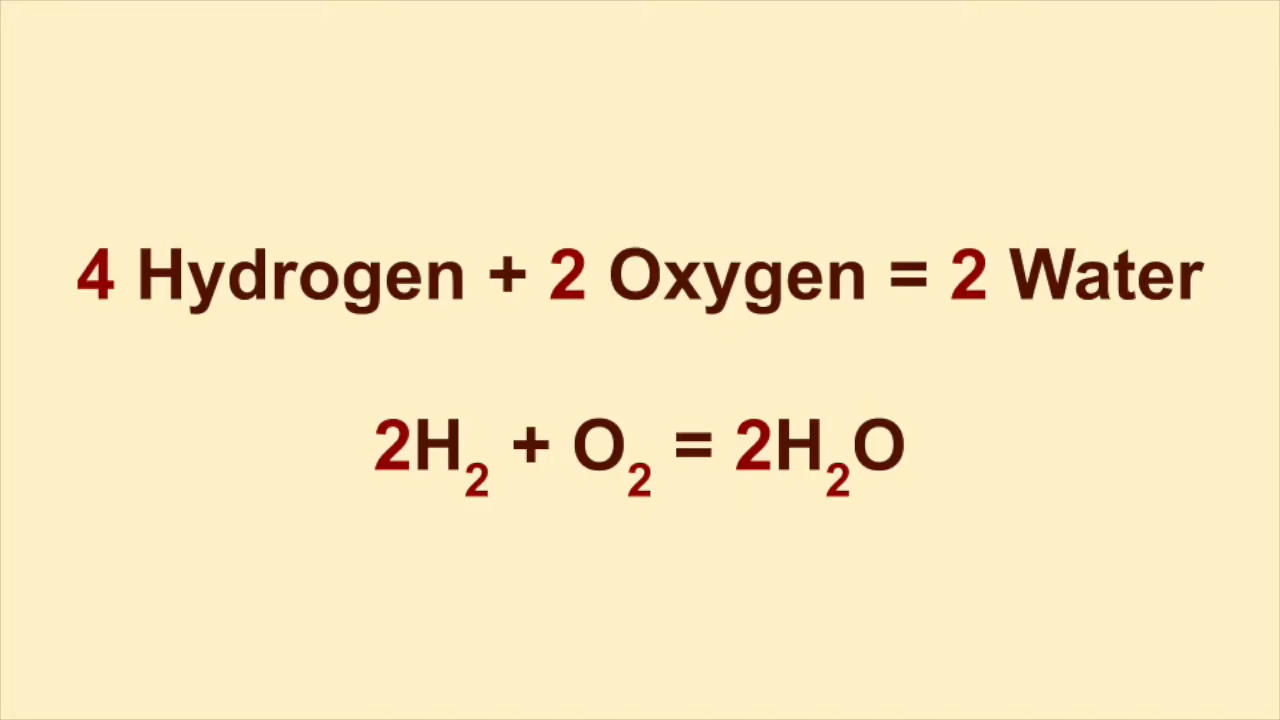 4 Hydrogen + 2 Oxygen = 2 Water
2H₂ + O₂ = 2H₂O